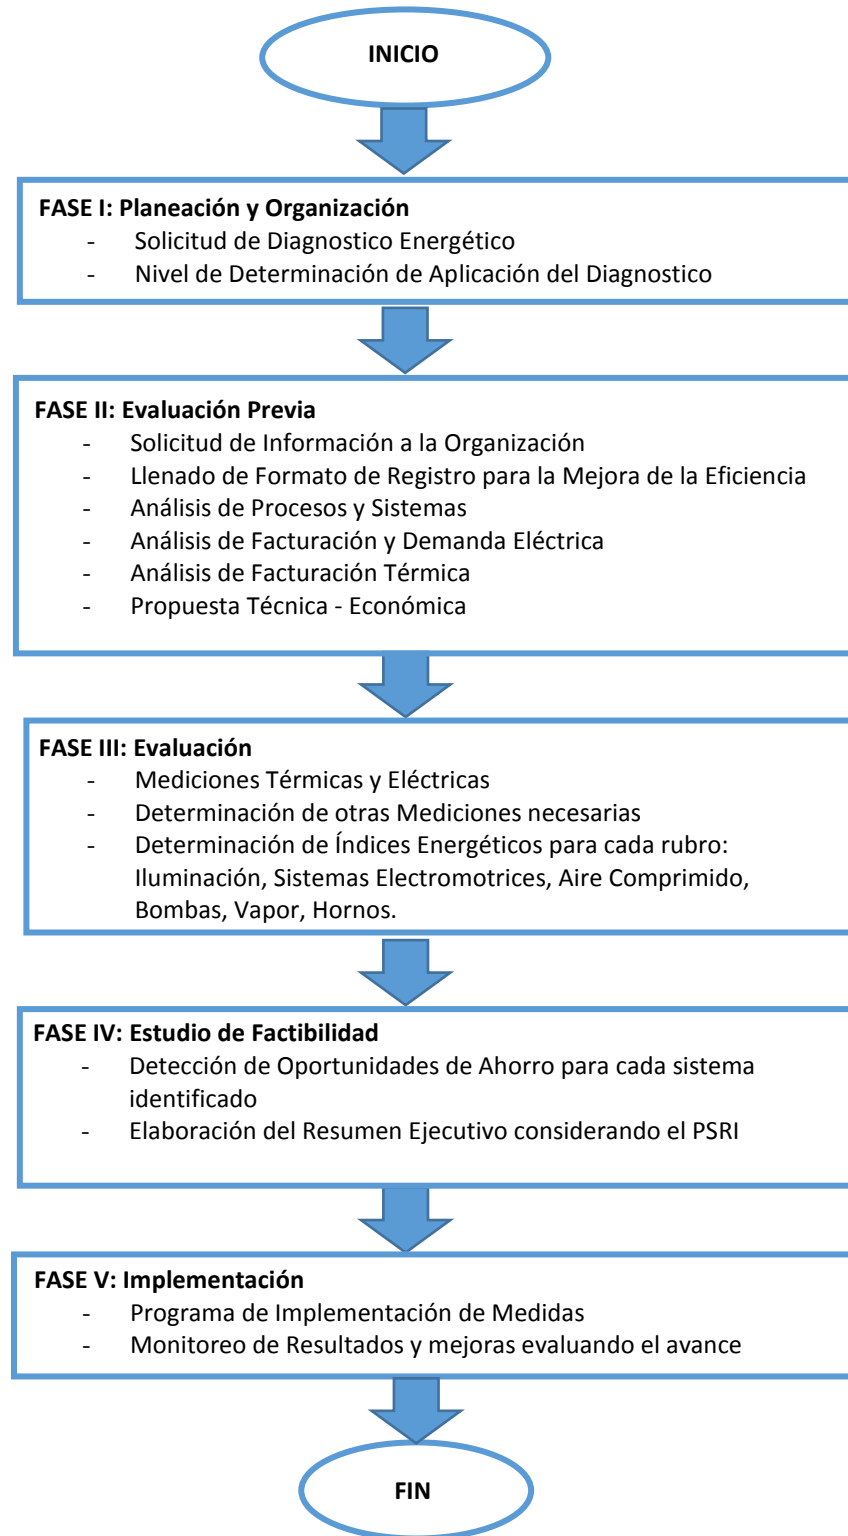 INICIO
FASE I: Planeación y Organización
- Solicitud de Diagnostico Energético
- Nivel de Determinación de Aplicación del Diagnostico
FASE II: Evaluación Previa
- Solicitud de Información a la Organización
- Llenado de Formato de Registro para la Mejora de la Eficiencia
- Análisis de Procesos y Sistemas
- Análisis de Facturación y Demanda Eléctrica
- Análisis de Facturación Térmica
- Propuesta Técnica - Económica
FASE III: Evaluación
- Mediciones Térmicas y Eléctricas
- Determinación de otras Mediciones necesarias
- Determinación de Índices Energéticos para cada rubro:
Iluminación, Sistemas Electromotrices, Aire Comprimido,
Bombas, Vapor, Hornos.
FASE IV: Estudio de Factibilidad
- Detección de Oportunidades de Ahorro para cada sistema
identificado
- Elaboración del Resumen Ejecutivo considerando el PSRI
FASE V: Implementación
- Programa de Implementación de Medidas
- Monitoreo de Resultados y mejoras evaluando el avance
FIN